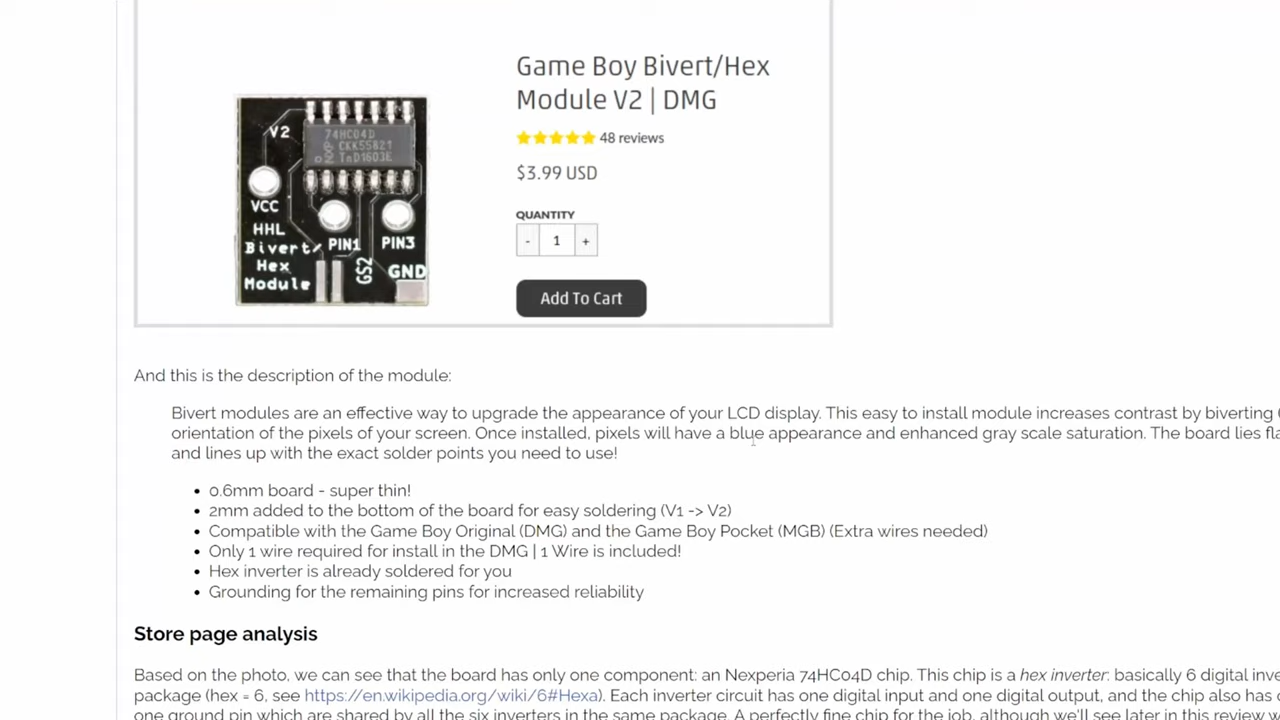 Game Boy Bivert/Hex
Module V2 | DMG
48 reviews
$3.99 USD
QUANTITY
- 1 +
Add To Cart
V2
74HC04D
CKK55821
TnD1603E
VCC
HHL
PIN1
PIN3
Bivert/
Hex
GS2
GND
Module
And this is the description of the module:
Bivert modules are an effective way to upgrade the appearance of your LCD display. This easy to install module increases contrast by biverting (
orientation of the pixels of your screen. Once installed, pixels will have a blue appearance and enhanced gray scale saturation. The board lies fla
and lines up with the exact solder points you need to use!
• 0.6mm board - super thin!
• 2mm added to the bottom of the board for easy soldering (V1 -> V2)
• Compatible with the Game Boy Original (DMG) and the Game Boy Pocket (MGB) (Extra wires needed)
• Only 1 wire required for install in the DMG | 1 Wire is included!
• Hex inverter is already soldered for you
• Grounding for the remaining pins for increased reliability
Store page analysis
Based on the photo, we can see that the board has only one component: an Nexperia 74HC04D chip. This chip is a hex inverter: basically 6 digital inve
package (hex = 6, see https://en.wikipedia.org/wiki/6#Hexa). Each inverter circuit has one digital input and one digital output, and the chip also has
one ground pin which are shared by all the six inverters in the same package. A perfectly fine chip for the job, although we'll see later in this review